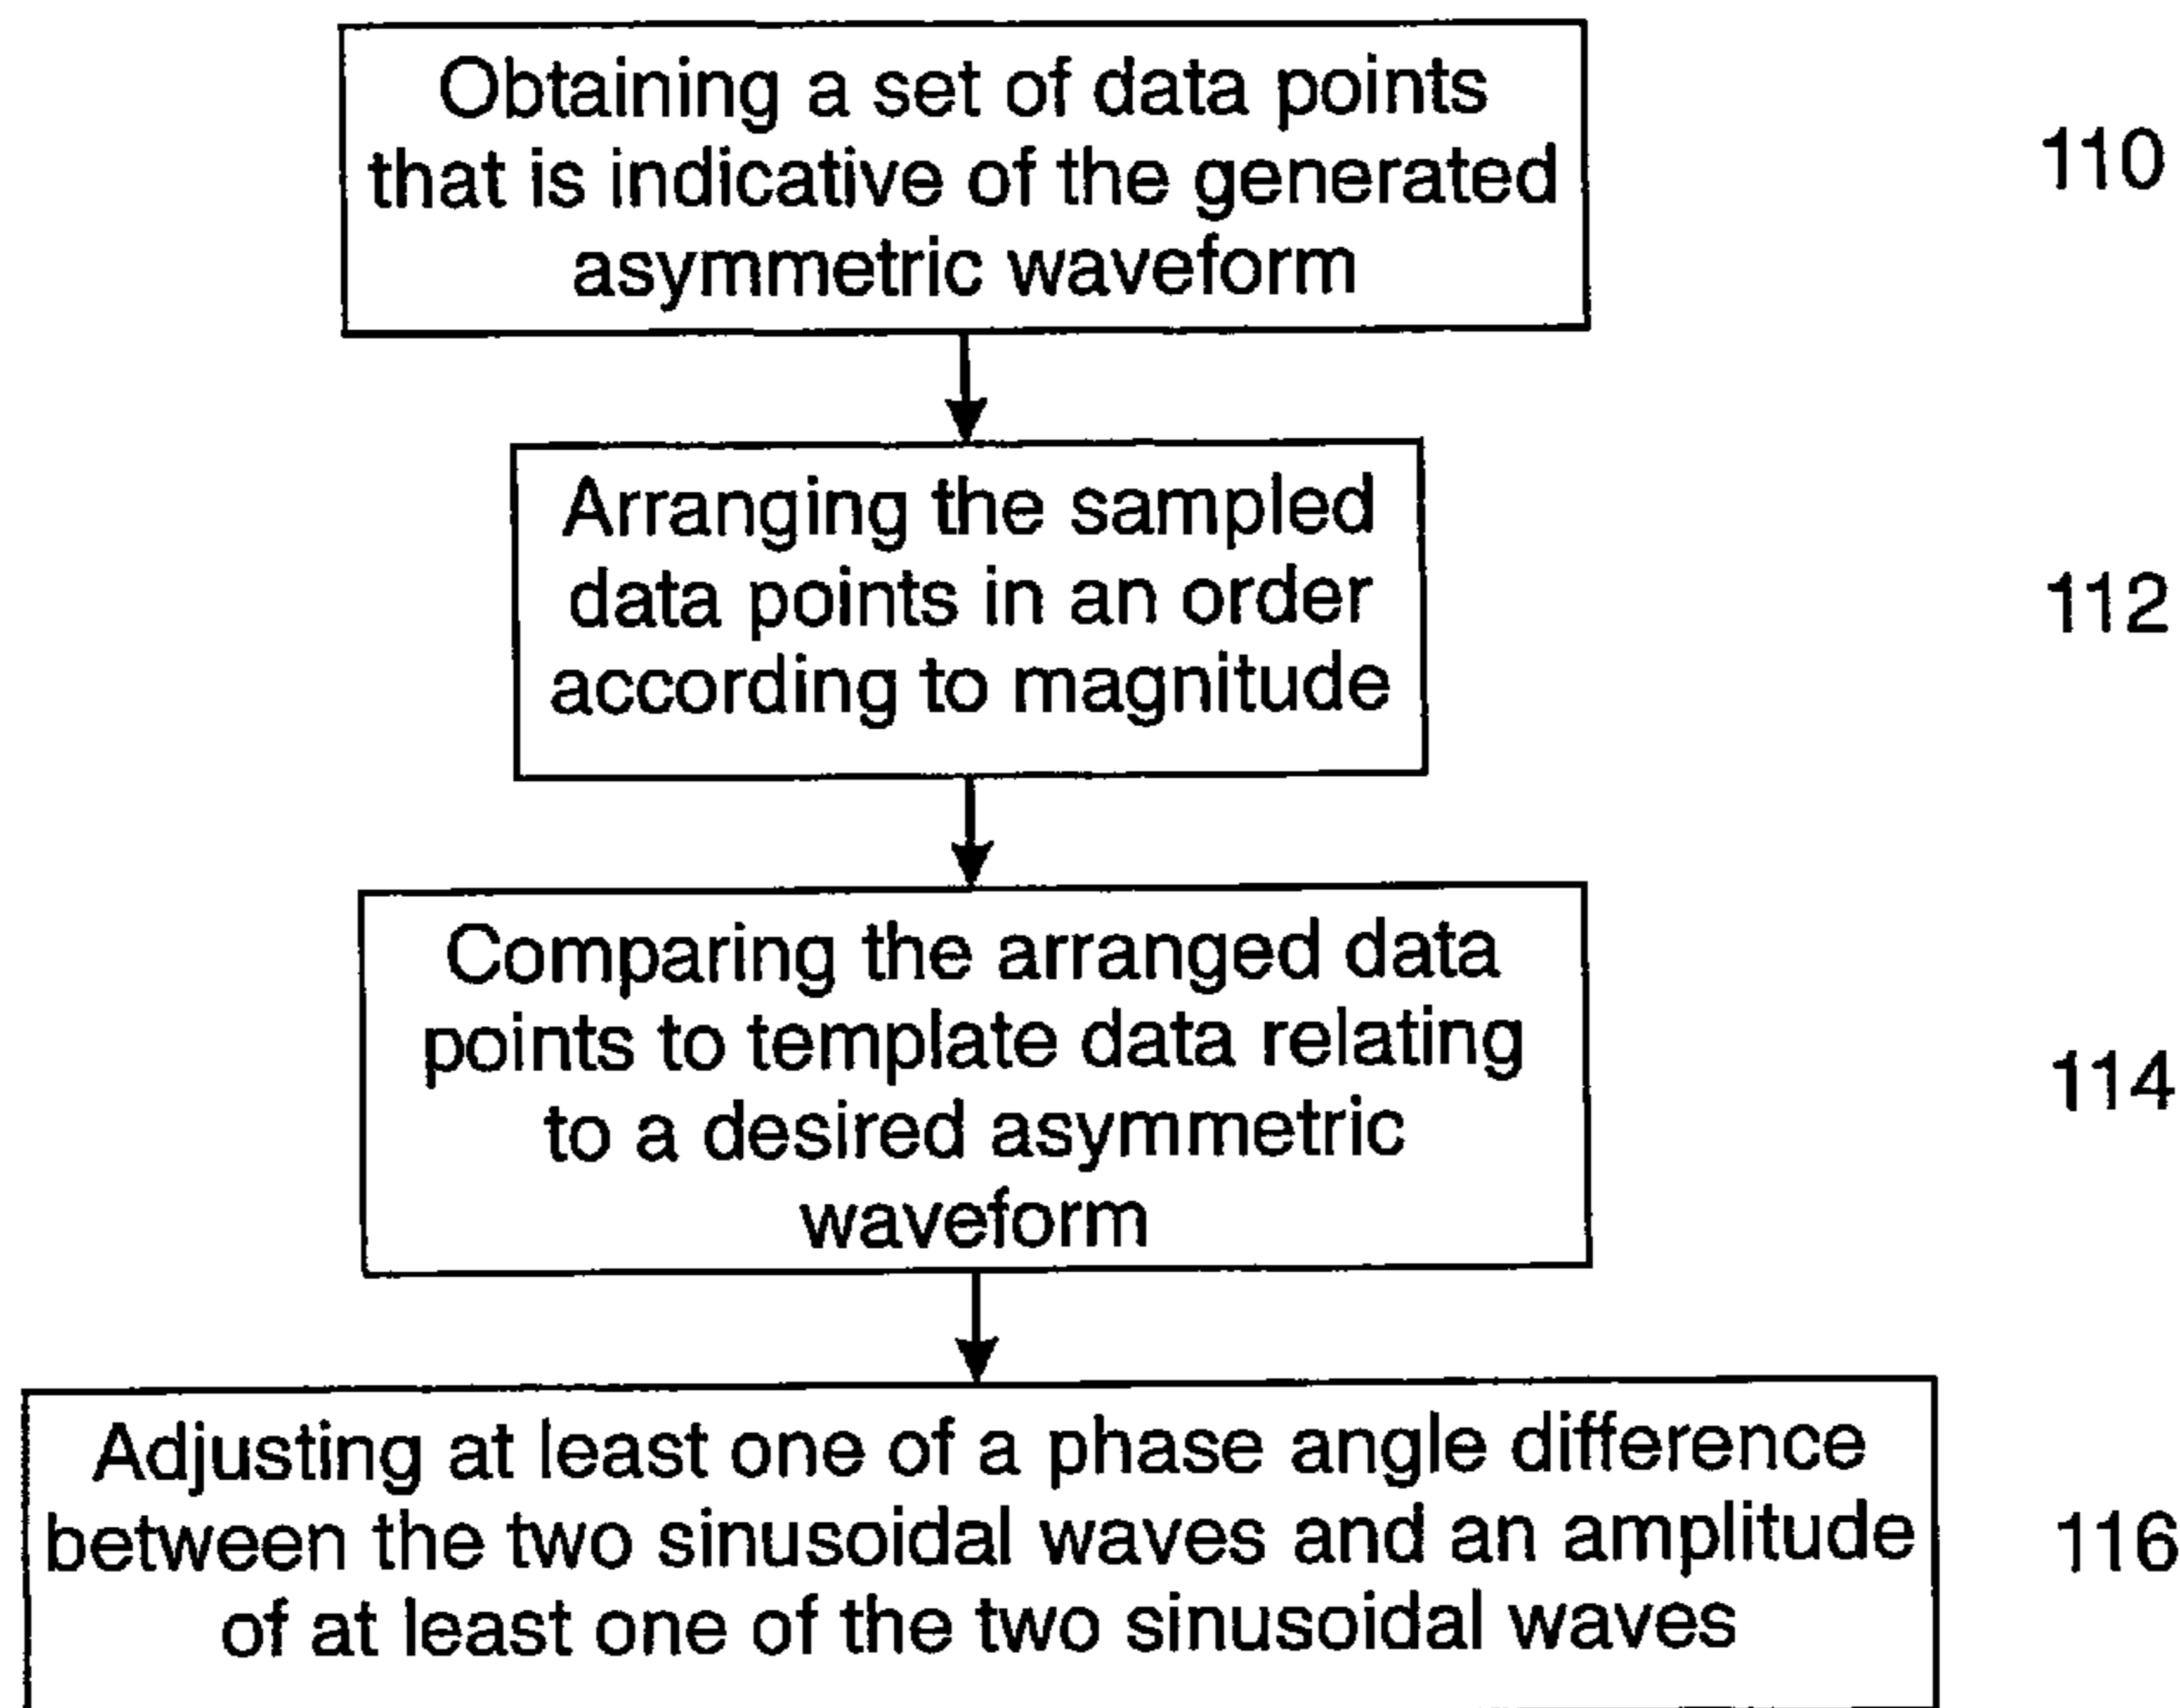 Obtaining a set of data points
that is indicative of the generated
asymmetric waveform
110
Arranging the sampled
data points in an order
according to magnitude
112
Comparing the arranged data
points to template data relating
to a desired asymmetric
waveform
114
Adjusting at least one of a phase angle difference
between the two sinusoidal waves and an amplitude
of at least one of the two sinusoidal waves
116